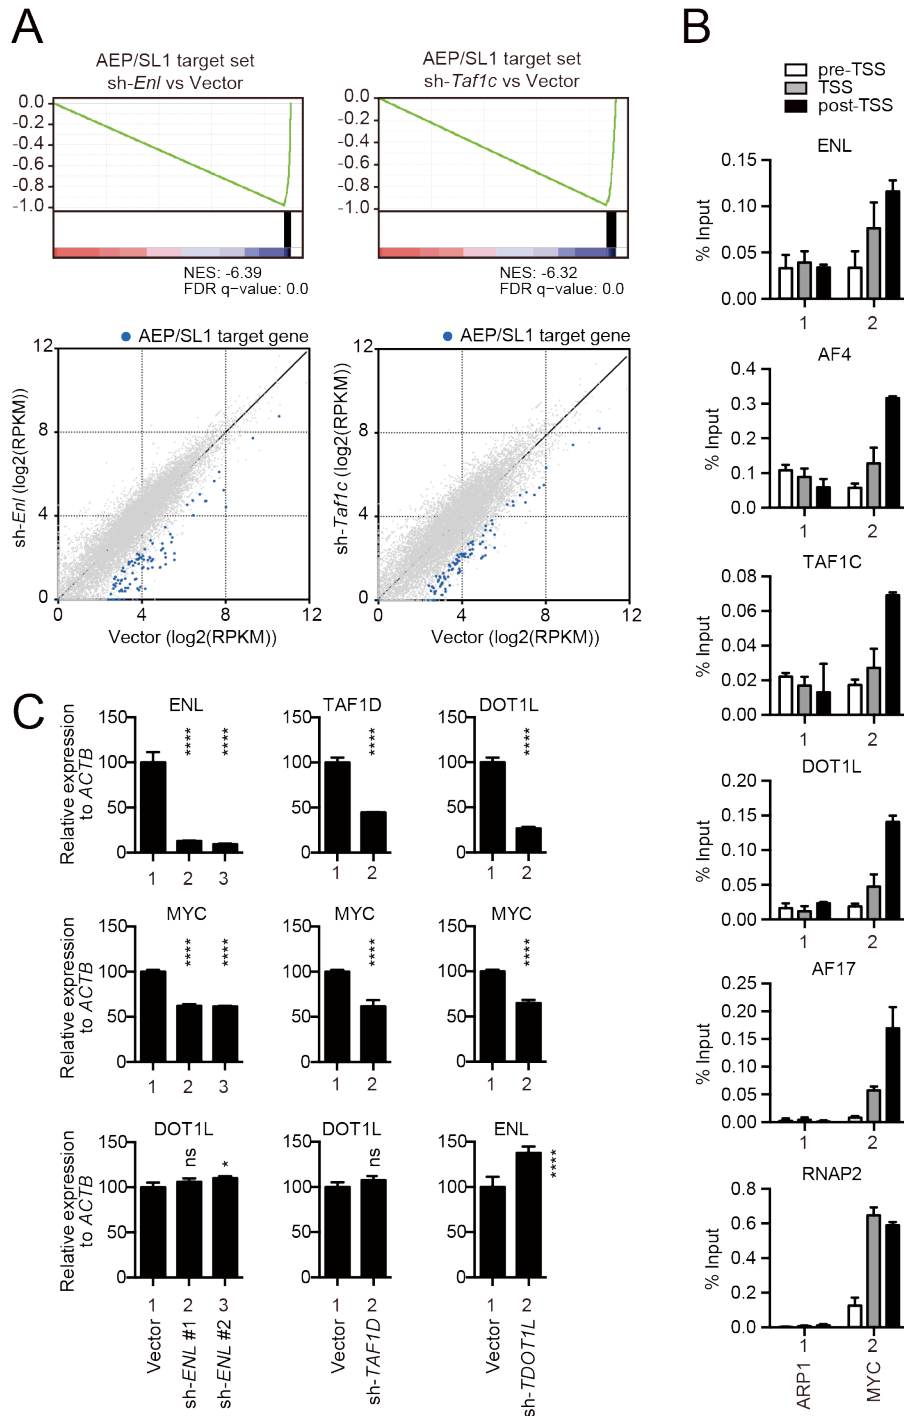 A
AEP/SL1 target set
sh-Enl vs Vector
0.0
-0.2
-0.4
-0.6
-0.8
-1.0
NES: -6.39
FDR q-value: 0.0
AEP/SL1 target set
sh-Taf1c vs Vector
0.0
-0.2
-0.4
-0.6
-0.8
-1.0
NES: -6.32
FDR q-value: 0.0
AEP/SL1 target gene
sh-Enl (log2(RPKM))
12
8
4
0
0 4 8 12
Vector (log2(RPKM))
AEP/SL1 target gene
sh-Taf1c (log2(RPKM))
12
8
4
0
0 4 8 12
Vector (log2(RPKM))
B
pre-TSS
TSS
post-TSS
ENL
% Input
0.15
0.10
0.05
0.00
1 2
AF4
% Input
0.4
0.3
0.2
0.1
0.0
1 2
TAF1C
% Input
0.08
0.06
0.04
0.02
0.00
1 2
DOT1L
% Input
0.20
0.15
0.10
0.05
0.00
1 2
AF17
% Input
0.25
0.20
0.15
0.10
0.05
0.00
1 2
RNAP2
% Input
0.8
0.6
0.4
0.2
0.0
1 2
ARP1 MYC
C
Relative expression
to ACTB
ENL
150
100
50
0
**** ****
1 2 3
TAF1D
150
100
50
0
****
1 2
DOT1L
150
100
50
0
****
1 2
Relative expression
to ACTB
MYC
150
100
50
0
**** ****
1 2 3
MYC
150
100
50
0
****
1 2
MYC
150
100
50
0
****
1 2
Relative expression
to ACTB
DOT1L
150
100
50
0
ns *
1 2 3
Vector
sh-ENL #1
sh-ENL #2
DOT1L
150
100
50
0
ns
1 2
Vector
sh-TAF1D
ENL
150
100
50
0
****
1 2
Vector
sh-TDOT1L